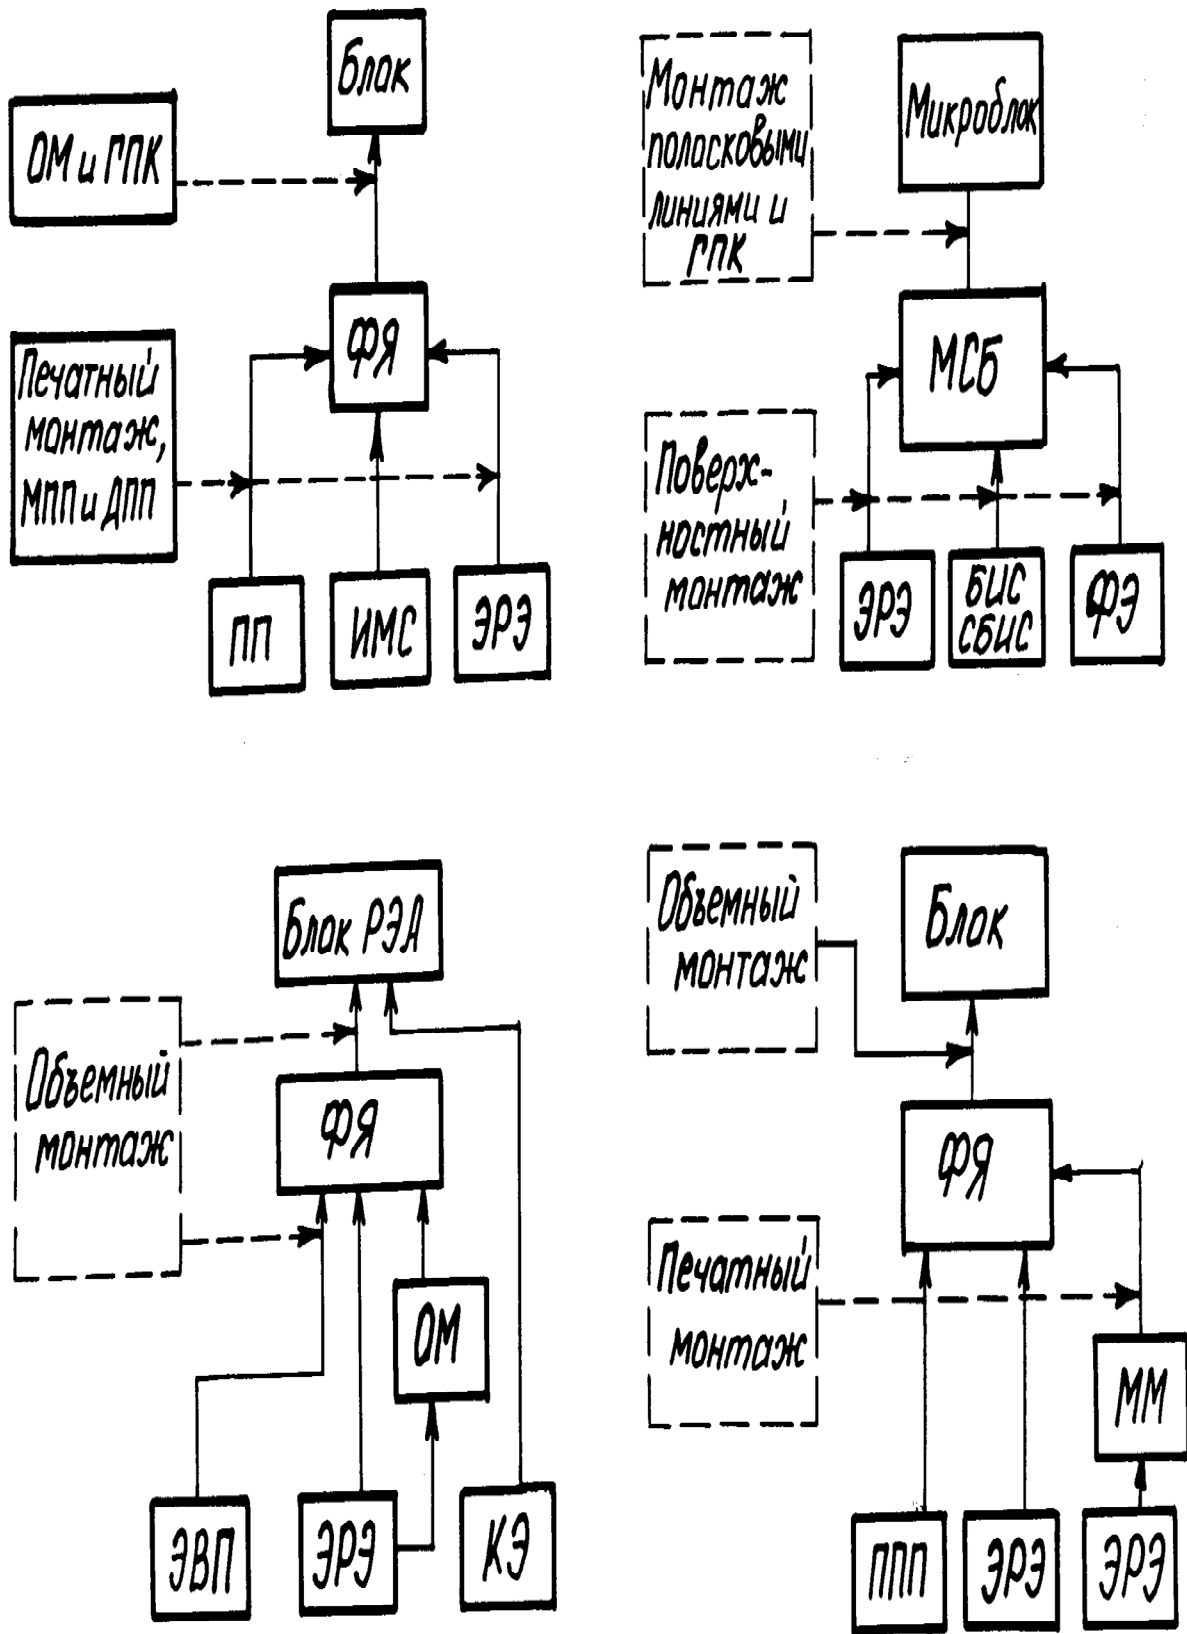 Блок
ОМ и ГПК
ФЯ
Печатный
монтаж,
МПП и ДПП
ПП
ИМС
ЭРЭ
Монтаж
поласковыми
линиями и
ГПК
Микроблок
МСБ
Поверх-
ностный
монтаж
ЭРЭ
БИС
СБИС
ФЭ
Блок РЭА
Объемный
монтаж
ФЯ
ОМ
ЭВП
ЭРЭ
КЭ
Объемный
монтаж
Блок
ФЯ
Печатный
монтаж
ММ
ППП
ЭРЭ
ЭРЭ